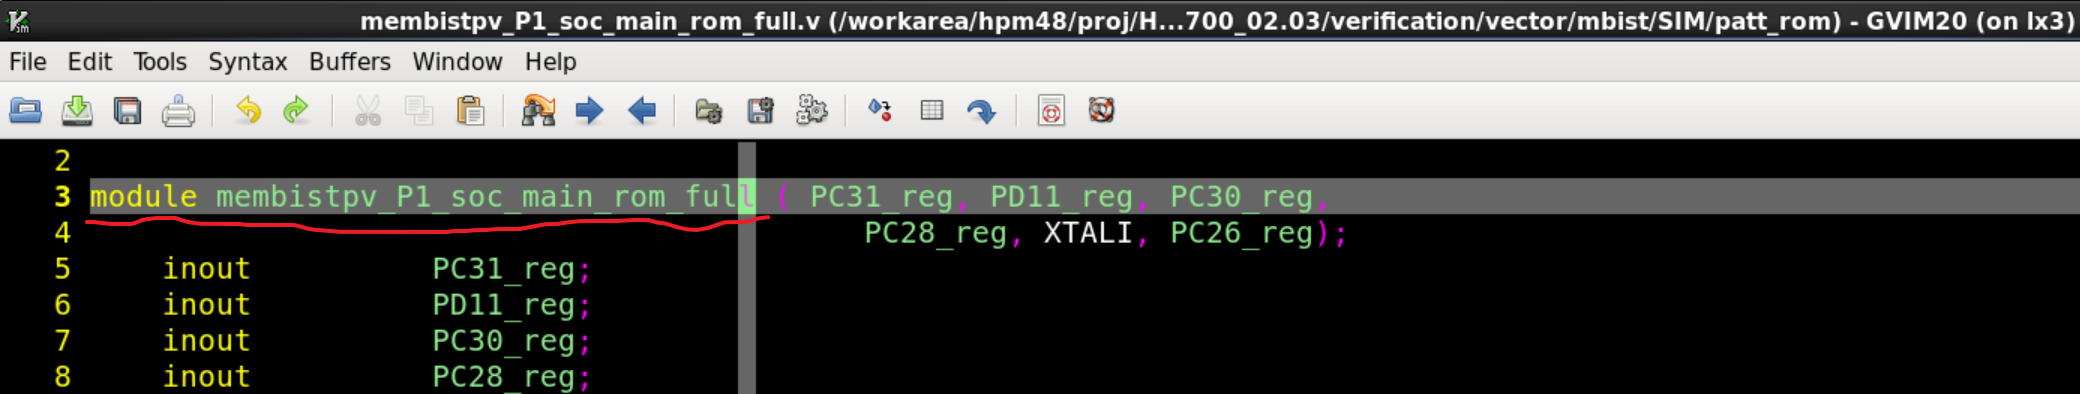 membistpv_P1_soc_main_rom_full.v (/workarea/hpm48/proj/H...700_02.03/verification/vector/mbist/SIM/patt_rom) - GVIM20 (on lx3)
File Edit Tools Syntax Buffers Window Help
2
3 module membistpv_P1_soc_main_rom_full ( PC31_reg, PD11_reg, PC30_reg,
4 PC28_reg, XTALI, PC26_reg);
5 inout PC31_reg;
6 inout PD11_reg;
7 inout PC30_reg;
8 inout PC28_reg;